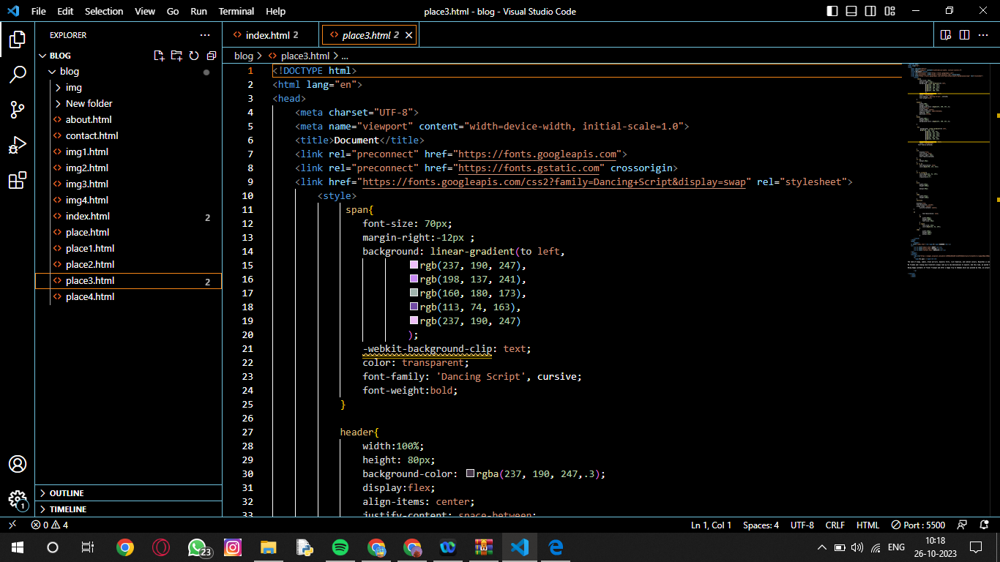 File Edit Selection View Go Run Terminal Help
place3.html - blog - Visual Studio Code
EXPLORER
BLOG
blog
img
New folder
about.html
contact.html
img1.html
img2.html
img3.html
img4.html
index.html 2
place.html
place1.html
place2.html
place3.html 2
place4.html
OUTLINE
TIMELINE
1
index.html 2
place3.html 2
blog > place3.html > ...
1 <!DOCTYPE html>
2 <html lang="en">
3 <head>
4 <meta charset="UTF-8">
5 <meta name="viewport" content="width=device-width, initial-scale=1.0">
6 <title>Document</title>
7 <link rel="preconnect" href="https://fonts.googleapis.com">
8 <link rel="preconnect" href="https://fonts.gstatic.com" crossorigin>
9 <link href="https://fonts.googleapis.com/css2?family=Dancing+Script&display=swap" rel="stylesheet">
10 <style>
11 span{
12 font-size: 70px;
13 margin-right:-12px ;
14 background: linear-gradient(to left,
15 rgb(237, 190, 247),
16 rgb(198, 137, 241),
17 rgb(160, 180, 173),
18 rgb(113, 74, 163),
19 rgb(237, 190, 247)
20 );
21 -webkit-background-clip: text;
22 color: transparent;
23 font-family: 'Dancing Script', cursive;
24 font-weight:bold;
25 }
26
27 header{
28 width:100%;
29 height: 80px;
30 background-color: rgba(237, 190, 247,.3);
31 display:flex;
32 align-items: center;
33 justify-content: space-between;
0 4
Ln 1, Col 1 Spaces: 4 UTF-8 CRLF HTML Port : 5500
23
ENG
10:18
26-10-2023